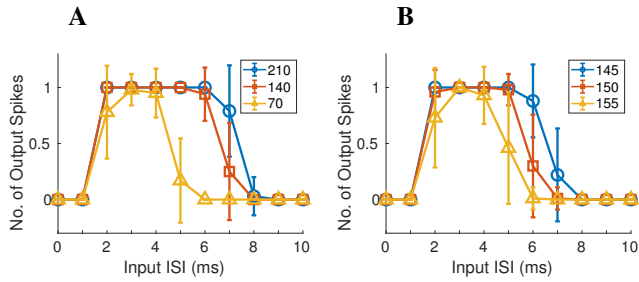 A
No. of Output Spikes
1
0.5
0
210
140
70
0 2 4 6 8 10
Input ISI (ms)
B
No. of Output Spikes
1
0.5
0
145
150
155
0 2 4 6 8 10
Input ISI (ms)